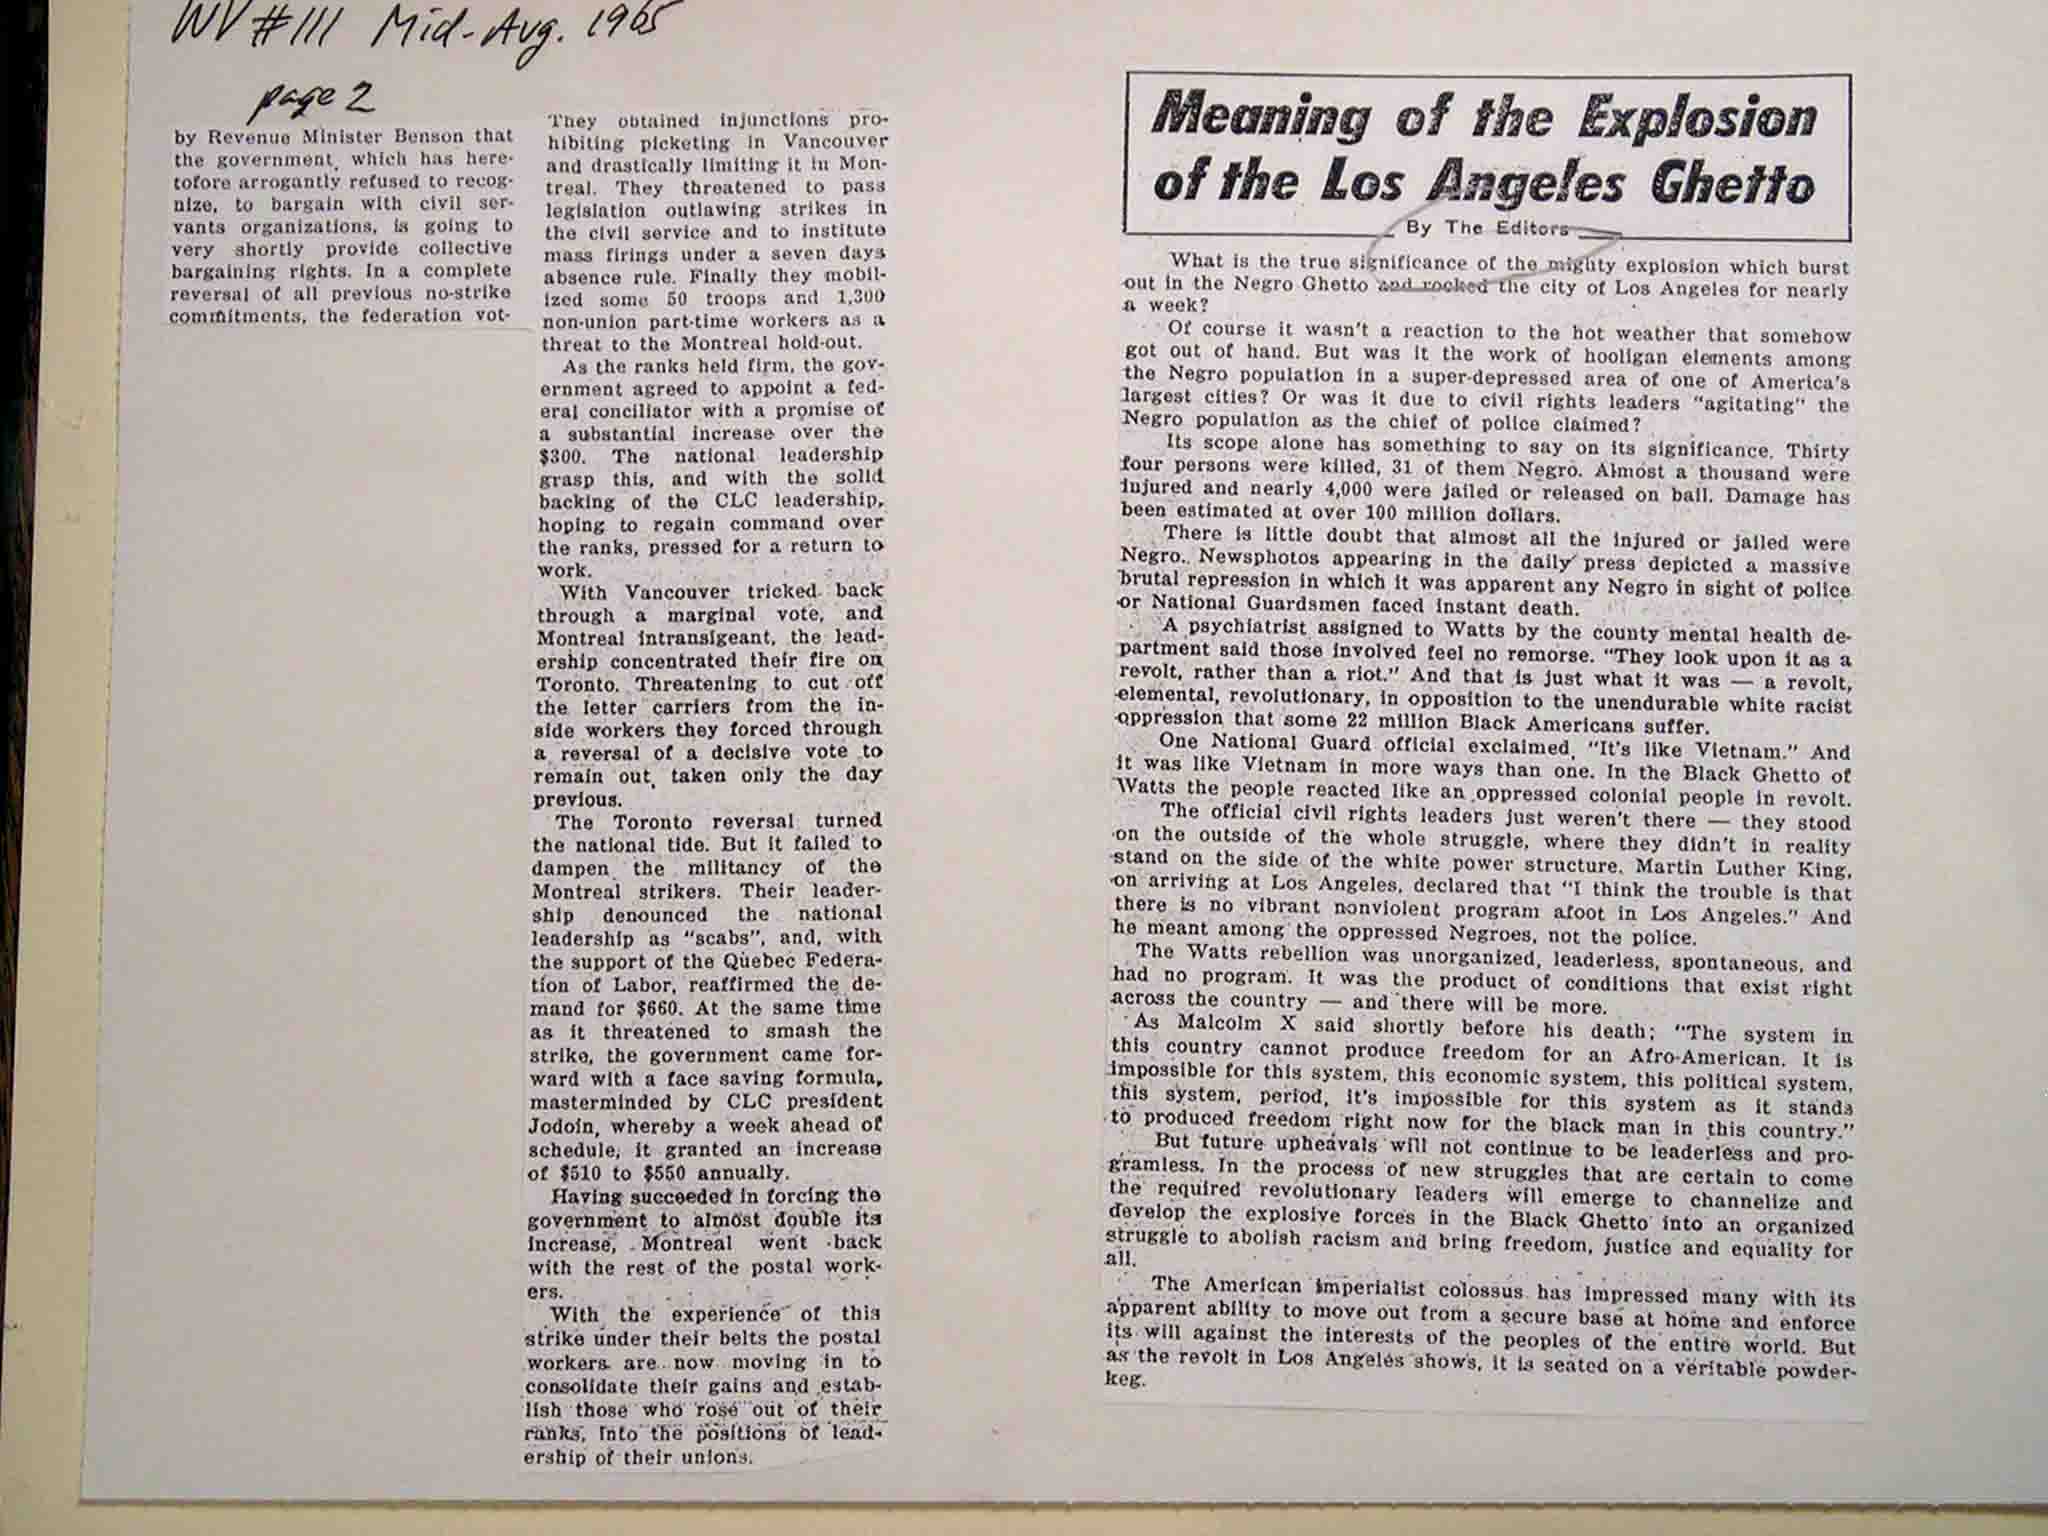 WV #111 Mid-Aug. 1965
page 2
by Revenue Minister Benson that
the government, which has here-
tofore arrogantly refused to recog-
nize, to bargain with civil ser-
vants organizations, is going to
very shortly provide collective
bargaining rights. In a complete
reversal of all previous no-strike
commitments, the federation vot-
They obtained injunctions pro-
hibiting picketing in Vancouver
and drastically limiting it in Mon-
treal. They threatened to pass
legislation outlawing strikes in
the civil service and to institute
mass firings under a seven days
absence rule. Finally they mobil-
ized some 50 troops and 1,300
non-union part-time workers as a
threat to the Montreal hold-out.
As the ranks held firm, the gov-
ernment agreed to appoint a fed-
eral conciliator with a promise of
a substantial increase over the
$300. The national leadership
grasp this, and with the solid
backing of the CLC leadership,
hoping to regain command over
the ranks, pressed for a return to
work.
With Vancouver tricked back
through a marginal vote, and
Montreal intransigeant, the lead-
ership concentrated their fire on
Toronto. Threatening to cut off
the letter carriers from the in-
side workers they forced through
a reversal of a decisive vote to
remain out, taken only the day
previous.
The Toronto reversal turned
the national tide. But it failed to
dampen the militancy of the
Montreal strikers. Their leader-
ship denounced the national
leadership as "scabs", and, with
the support of the Quebec Federa-
tion of Labor, reaffirmed the de-
mand for $660. At the same time
as it threatened to smash the
strike, the government came for-
ward with a face saving formula,
masterminded by CLC president
Jodoin, whereby a week ahead of
schedule, it granted an increase
of $510 to $550 annually.
Having succeeded in forcing the
government to almost double its
increase, Montreal went back
with the rest of the postal work-
ers.
With the experience of this
strike under their belts the postal
workers are now moving in to
consolidate their gains and estab-
lish those who rose out of their
ranks, into the positions of lead-
ership of their unions.
Meaning of the Explosion
of the Los Angeles Ghetto
By The Editors
What is the true significance of the mighty explosion which burst
out in the Negro Ghetto and rocked the city of Los Angeles for nearly
a week?
Of course it wasn't a reaction to the hot weather that somehow
got out of hand. But was it the work of hooligan elements among
the Negro population in a super-depressed area of one of America's
largest cities? Or was it due to civil rights leaders "agitating" the
Negro population as the chief of police claimed?
Its scope alone has something to say on its significance. Thirty
four persons were killed, 31 of them Negro. Almost a thousand were
injured and nearly 4,000 were jailed or released on bail. Damage has
been estimated at over 100 million dollars.
There is little doubt that almost all the injured or jailed were
Negro. Newsphotos appearing in the daily press depicted a massive
brutal repression in which it was apparent any Negro in sight of police
or National Guardsmen faced instant death.
A psychiatrist assigned to Watts by the county mental health de-
partment said those involved feel no remorse. "They look upon it as a
revolt, rather than a riot." And that is just what it was — a revolt,
elemental, revolutionary, in opposition to the unendurable white racist
oppression that some 22 million Black Americans suffer.
One National Guard official exclaimed, "It's like Vietnam." And
it was like Vietnam in more ways than one. In the Black Ghetto of
Watts the people reacted like an oppressed colonial people in revolt.
The official civil rights leaders just weren't there — they stood
on the outside of the whole struggle, where they didn't in reality
stand on the side of the white power structure. Martin Luther King,
on arriving at Los Angeles, declared that "I think the trouble is that
there is no vibrant nonviolent program afoot in Los Angeles." And
he meant among the oppressed Negroes, not the police.
The Watts rebellion was unorganized, leaderless, spontaneous, and
had no program. It was the product of conditions that exist right
across the country — and there will be more.
As Malcolm X said shortly before his death; "The system in
this country cannot produce freedom for an Afro-American. It is
impossible for this system, this economic system, this political system,
this system, period, it's impossible for this system as it stands
to produced freedom right now for the black man in this country."
But future upheavals will not continue to be leaderless and pro-
gramless. In the process of new struggles that are certain to come
the required revolutionary leaders will emerge to channelize and
develop the explosive forces in the Black Ghetto into an organized
struggle to abolish racism and bring freedom, justice and equality for
all.
The American imperialist colossus has impressed many with its
apparent ability to move out from a secure base at home and enforce
its will against the interests of the peoples of the entire world. But
as the revolt in Los Angeles shows, it is seated on a veritable powder-
keg.